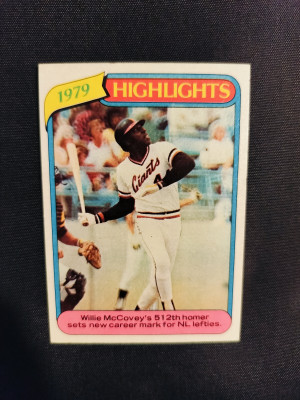 1979
HIGHLIGHTS
Giants
Willie McCovey's 512th homer
sets new career mark for NL lefties.